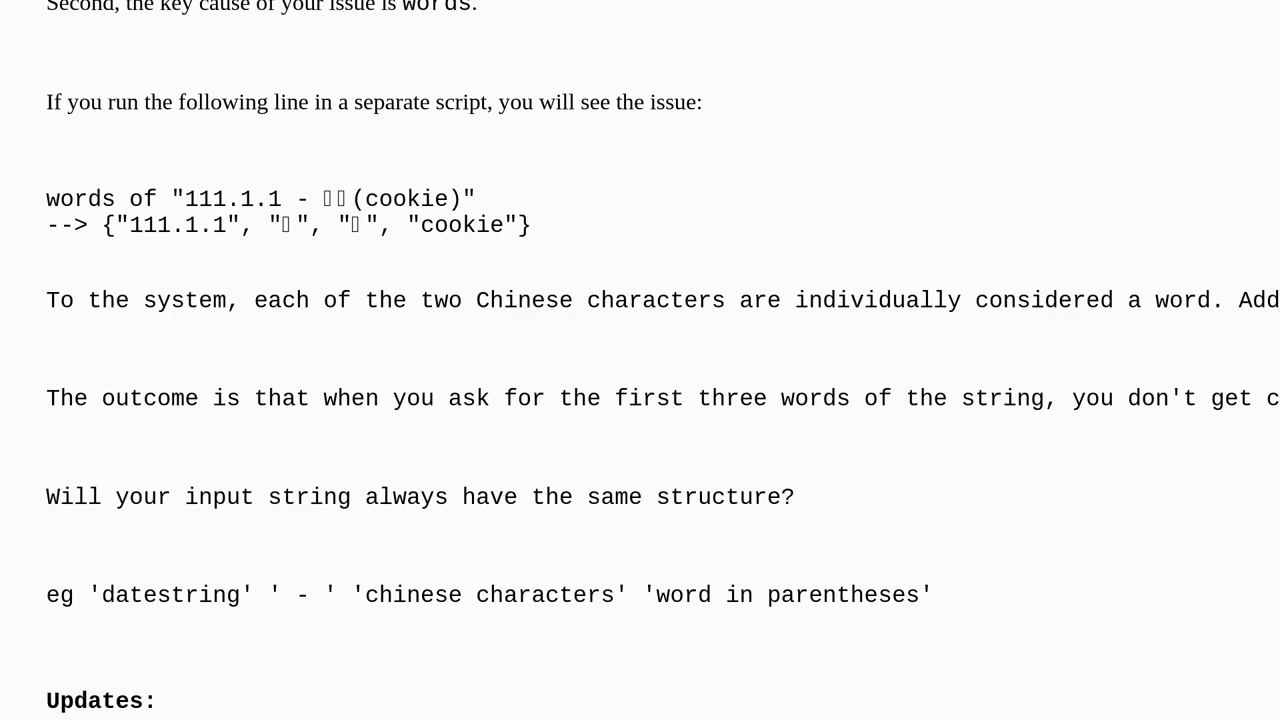 Second, the key cause of your issue is words.
If you run the following line in a separate script, you will see the issue:
words of "111.1.1 - (cookie)"
--> {"111.1.1", "", "", "cookie"}
To the system, each of the two Chinese characters are individually considered a word. Add
The outcome is that when you ask for the first three words of the string, you don't get c
Will your input string always have the same structure?
eg 'datestring' ' - ' 'chinese characters' 'word in parentheses'
Updates: